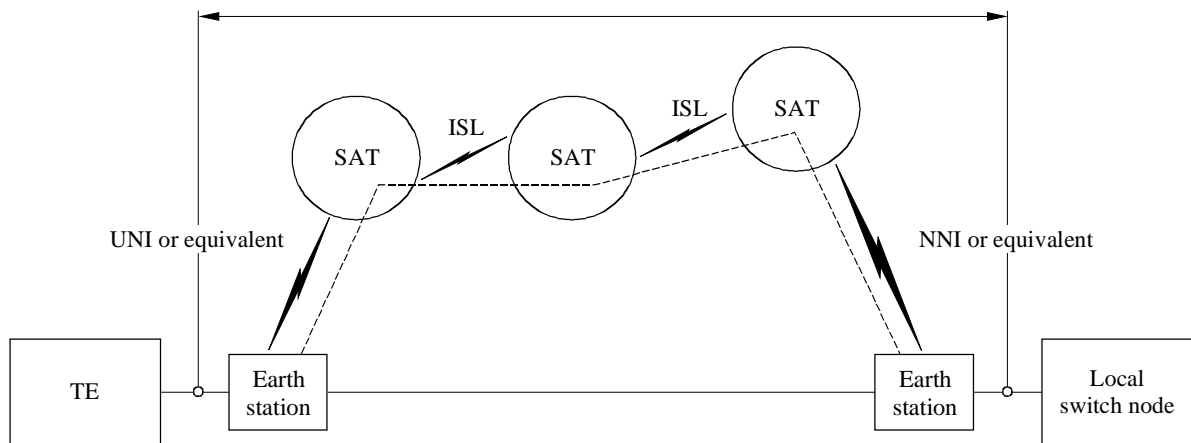 SAT
ISL
SAT
ISL
SAT
UNI or equivalent
NNI or equivalent
TE
Earth
station
Earth
station
Local
switch node